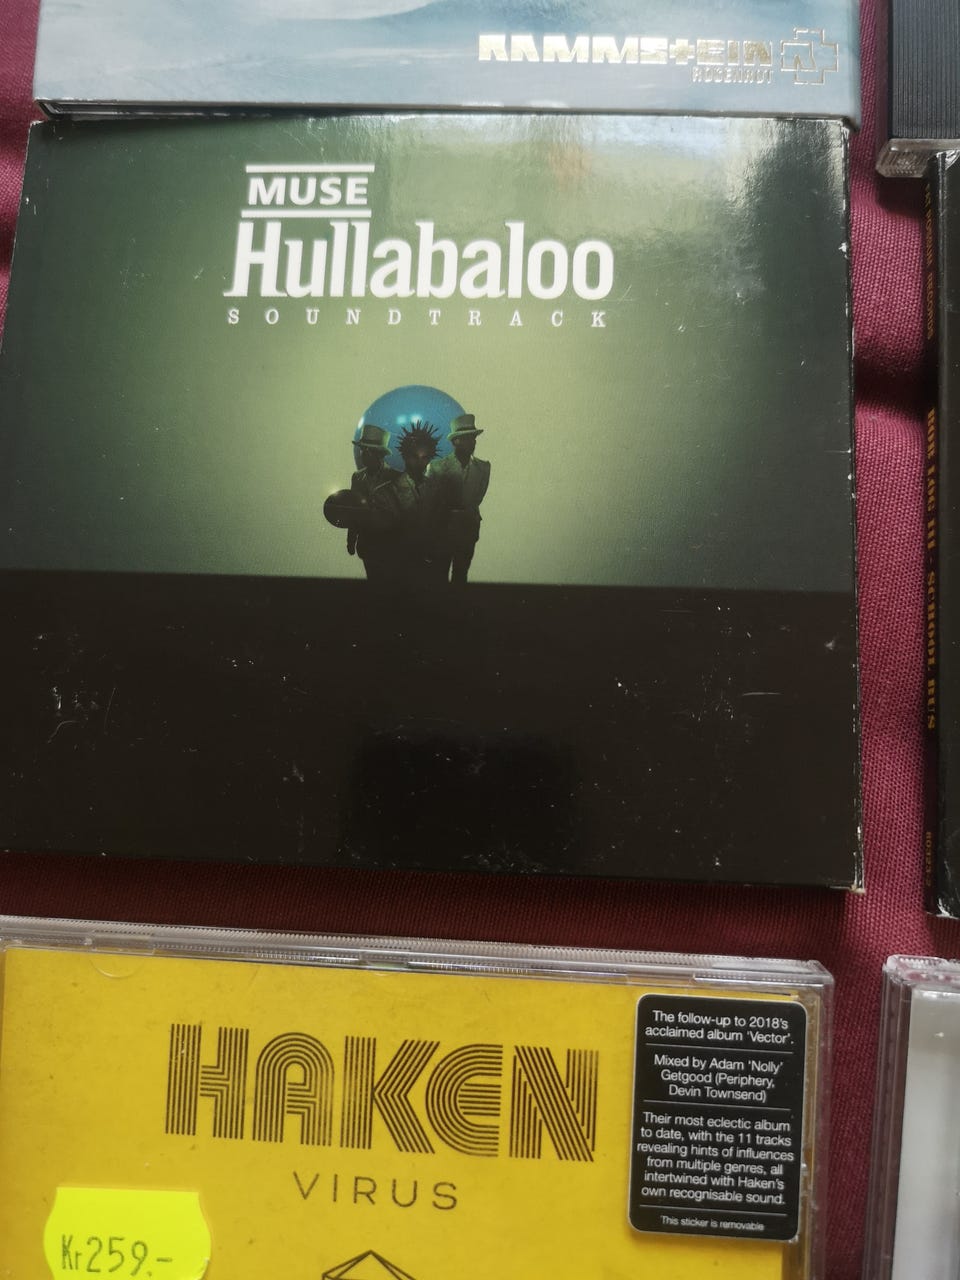 RAMMSTEIN
ROSENROT
MUSE
Hullabaloo
SOUNDTRACK
HAKEN
VIRUS
The follow-up to 2018's
acclaimed album 'Vector'.
Mixed by Adam 'Nolly'
Getgood (Periphery,
Devin Townsend)
Their most eclectic album
to date, with the 11 tracks
revealing hints of influences
from multiple genres, all
intertwined with Haken's
own recognisable sound.
This sticker is removable
Kr 259.-